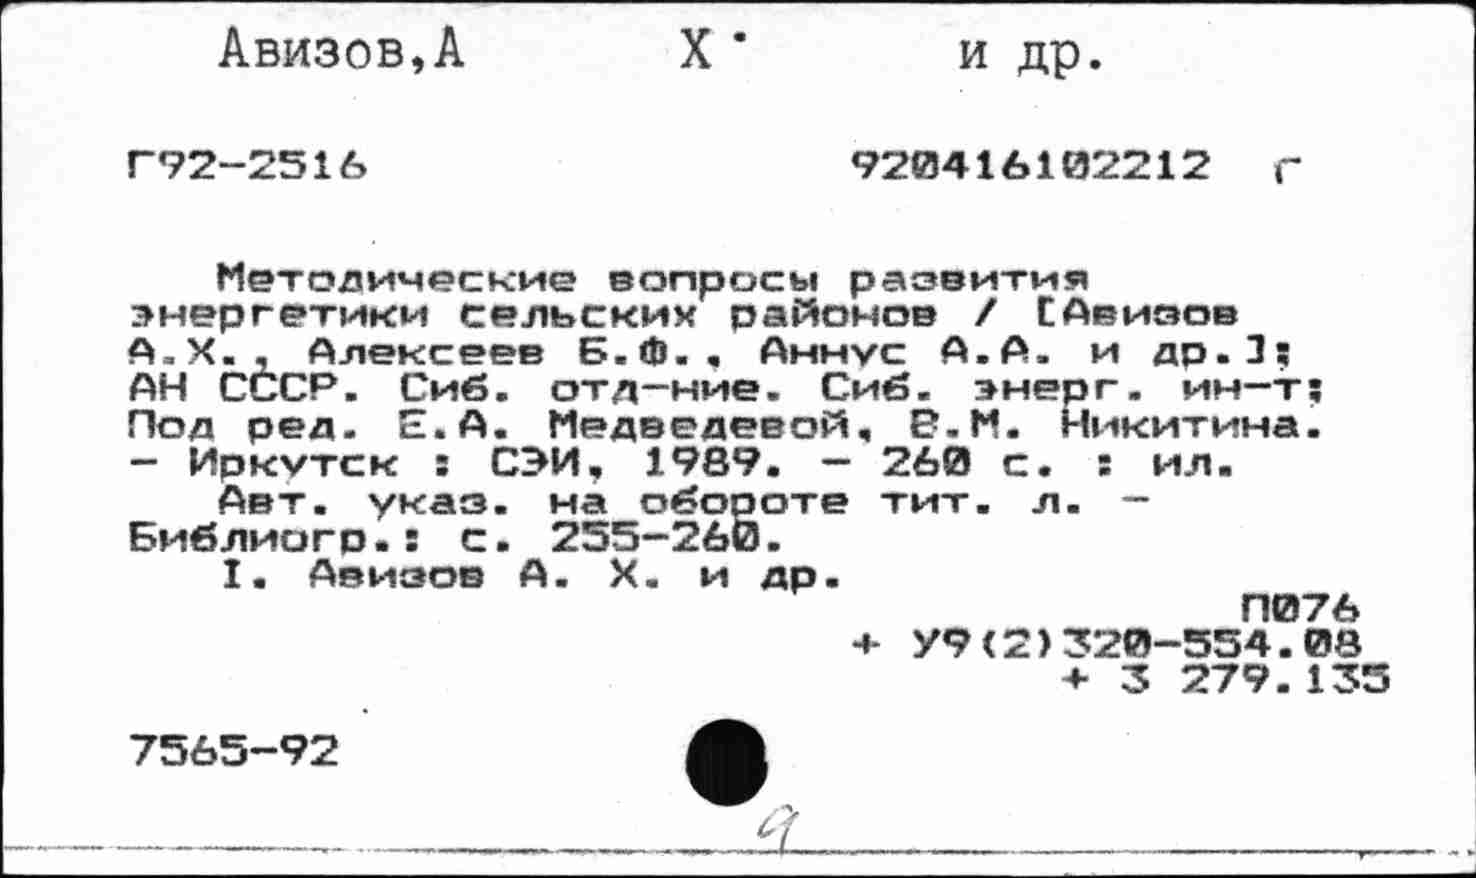 Авизов,А Х. и др.
Г92-2516 920416102212 г
Методические вопросы развития
энергетики сельских районов / [Авизов
А.Х., Алексеев Б.Ф., Аннус А.А. и др.];
АН СССР. Сиб. отд-ние. Сиб. энерг. ин-т;
Под ред. Е.А. Медведевой, В.М. Никитина.
- Иркутск : СЭИ, 1989. - 260 с. : ил.
Авт. указ. на обороте тит. л. -
Библиогр.: с. 255-260.
I. Авизов А. Х. и др.
П076
+ У9(2)320-554.08
+ 3 279.135
7565-92
9